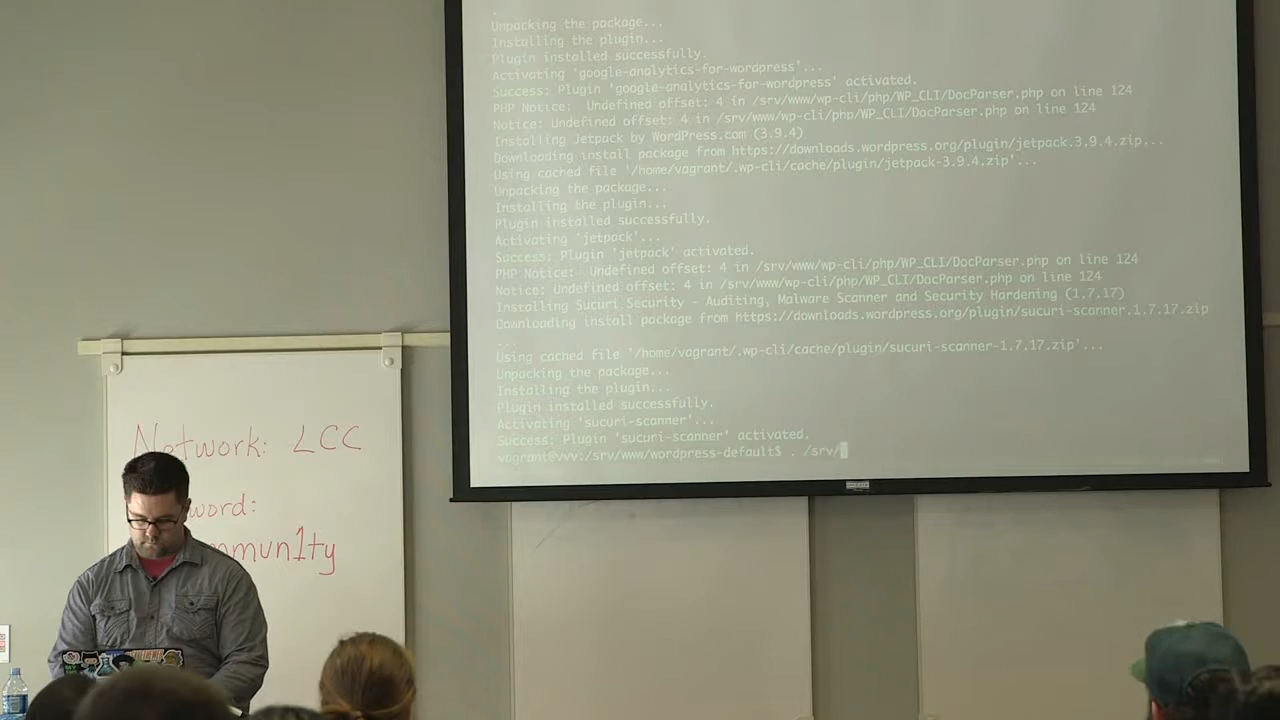 Unpacking the package...
Installing the plugin...
Plugin installed successfully.
Activating 'google-analytics-for-wordpress'...
Success: Plugin 'google-analytics-for-wordpress' activated.
PHP Notice:  Undefined offset: 4 in /srv/www/wp-cli/php/WP_CLI/DocParser.php on line 124
Notice: Undefined offset: 4 in /srv/www/wp-cli/php/WP_CLI/DocParser.php on line 124
Installing Jetpack by WordPress.com (3.9.4)
Downloading install package from https://downloads.wordpress.org/plugin/jetpack.3.9.4.zip...
Using cached file '/home/vagrant/.wp-cli/cache/plugin/jetpack-3.9.4.zip'...
Unpacking the package...
Installing the plugin...
Plugin installed successfully.
Activating 'jetpack'...
Success: Plugin 'jetpack' activated.
PHP Notice:  Undefined offset: 4 in /srv/www/wp-cli/php/WP_CLI/DocParser.php on line 124
Notice: Undefined offset: 4 in /srv/www/wp-cli/php/WP_CLI/DocParser.php on line 124
Installing Sucuri Security - Auditing, Malware Scanner and Security Hardening (1.7.17)
Downloading install package from https://downloads.wordpress.org/plugin/sucuri-scanner.1.7.17.zip
...
Using cached file '/home/vagrant/.wp-cli/cache/plugin/sucuri-scanner-1.7.17.zip'...
Unpacking the package...
Installing the plugin...
Plugin installed successfully.
Activating 'sucuri-scanner'...
Success: Plugin 'sucuri-scanner' activated.
vagrant@vvv:/srv/www/wordpress-default$ . /srv/
Network: LCC
word:
mmun1ty